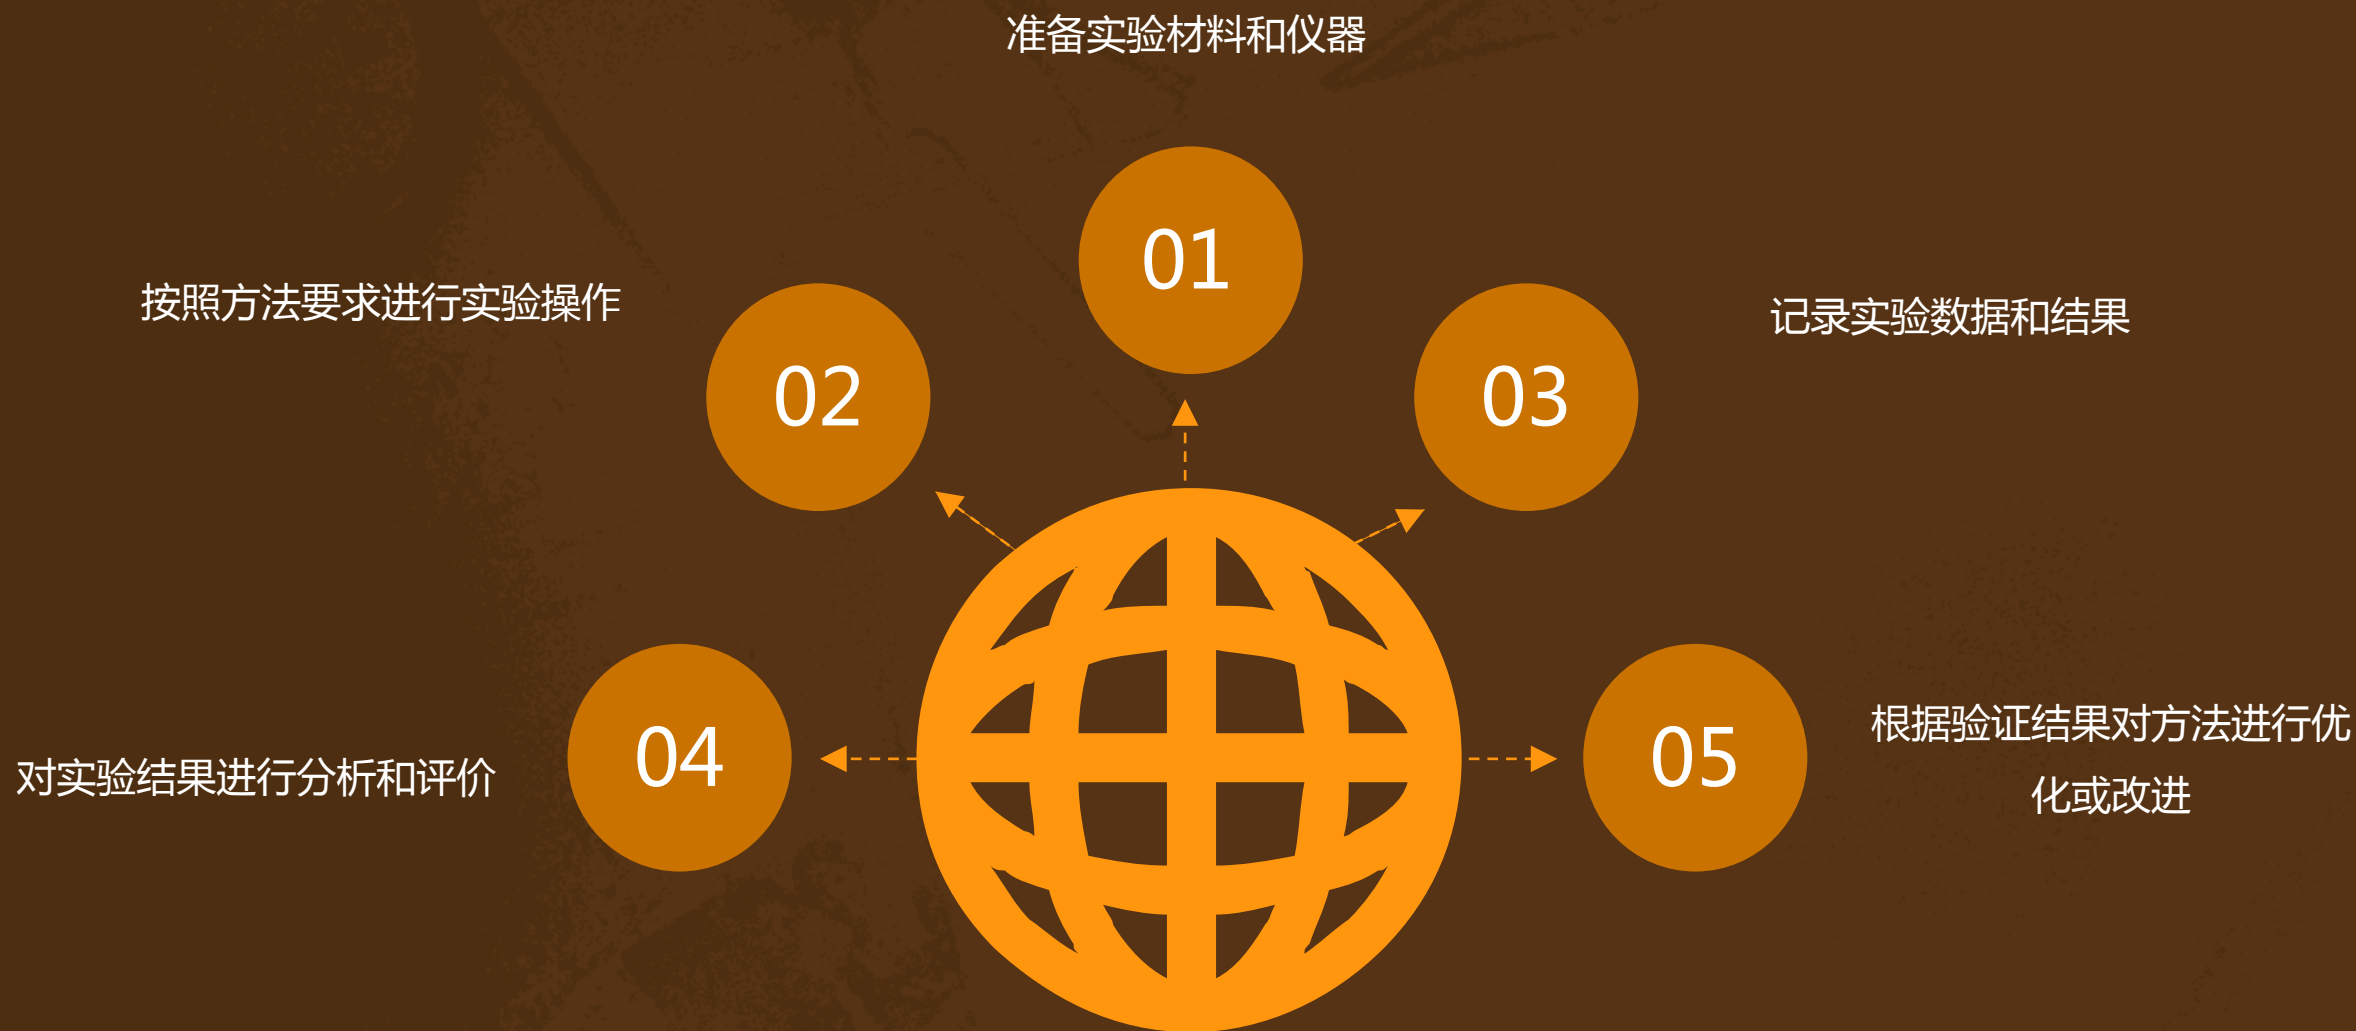 准备实验材料和仪器
01
按照方法要求进行实验操作
02
03
记录实验数据和结果
对实验结果进行分析和评价
04
05
根据验证结果对方法进行优
化或改进